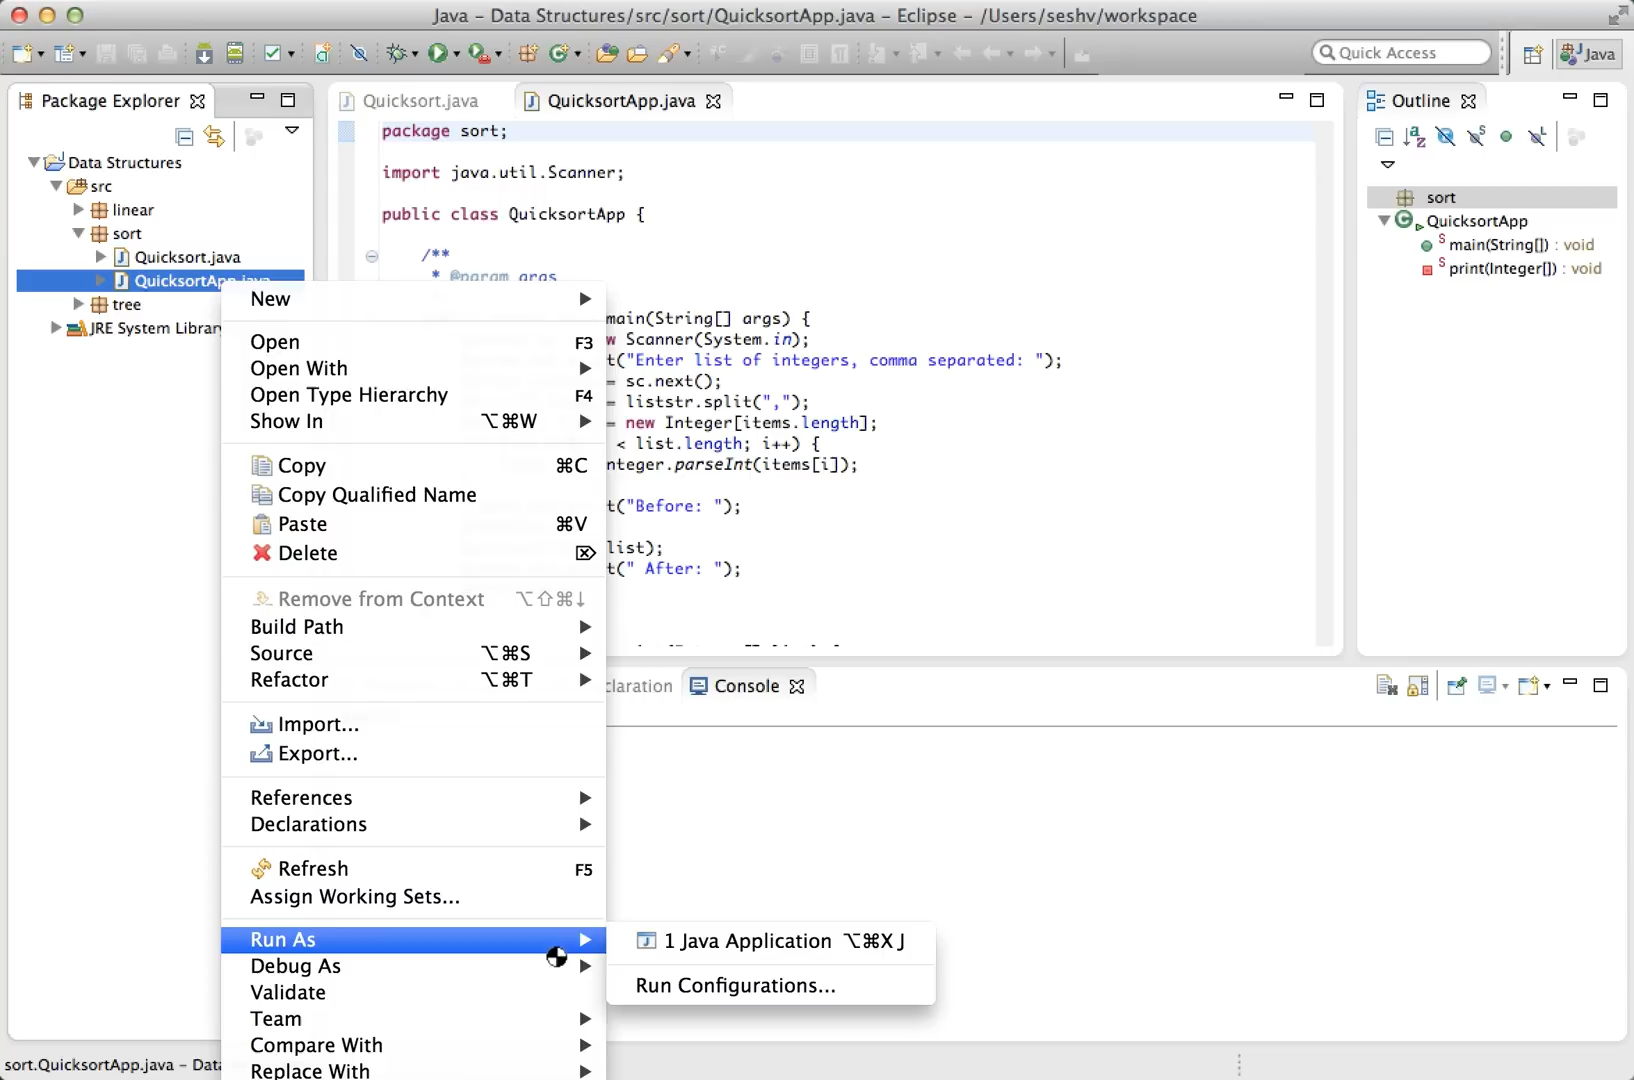 Java – Data Structures/src/sort/QuicksortApp.java – Eclipse – /Users/seshv/workspace
Quick Access
Java
Package Explorer
Data Structures
src
linear
sort
Quicksort.java
QuicksortApp.java
tree
JRE System Library
Quicksort.java
QuicksortApp.java
package sort;
import java.util.Scanner;
public class QuicksortApp {
/**
* @param args
main(String[] args) {
w Scanner(System.in);
t("Enter list of integers, comma separated: ");
= sc.next();
= liststr.split(",");
= new Integer[items.length];
< list.length; i++) {
nteger.parseInt(items[i]);
t("Before: ");
list);
t(" After: ");
Outline
sort
QuicksortApp
main(String[]) : void
print(Integer[]) : void
New
Open F3
Open With
Open Type Hierarchy F4
Show In ⌥⌘W
Copy ⌘C
Copy Qualified Name
Paste ⌘V
Delete ⌦
Remove from Context ⌥⇧⌘↓
Build Path
Source ⌥⌘S
Refactor ⌥⌘T
Import...
Export...
References
Declarations
Refresh F5
Assign Working Sets...
Run As
Debug As
Validate
Team
Compare With
Replace With
1 Java Application ⌥⌘X J
Run Configurations...
claration
Console
sort.QuicksortApp.java – Data